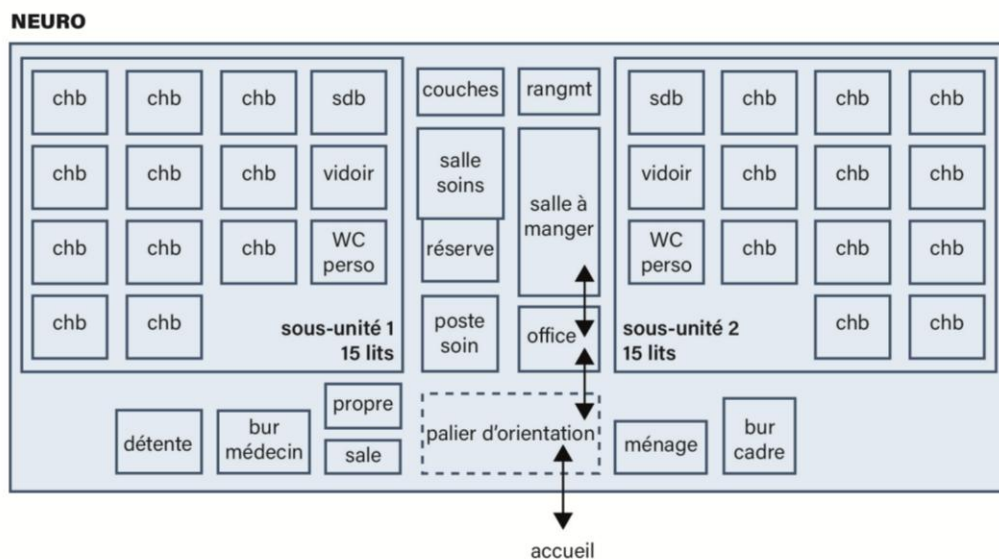 NEURO
chb chb chb sdb
chb chb chb vidoir
chb chb chb WC
perso
chb chb
sous-unité 1
15 lits
couches rangmt
salle
soins
réserve
salle à
manger
poste
soin
office
sdb chb chb chb
vidoir chb chb chb
WC
perso
chb chb chb
chb chb
sous-unité 2
15 lits
détente
bur
médecin
propre
sale
palier d'orientation
ménage
bur
cadre
accueil